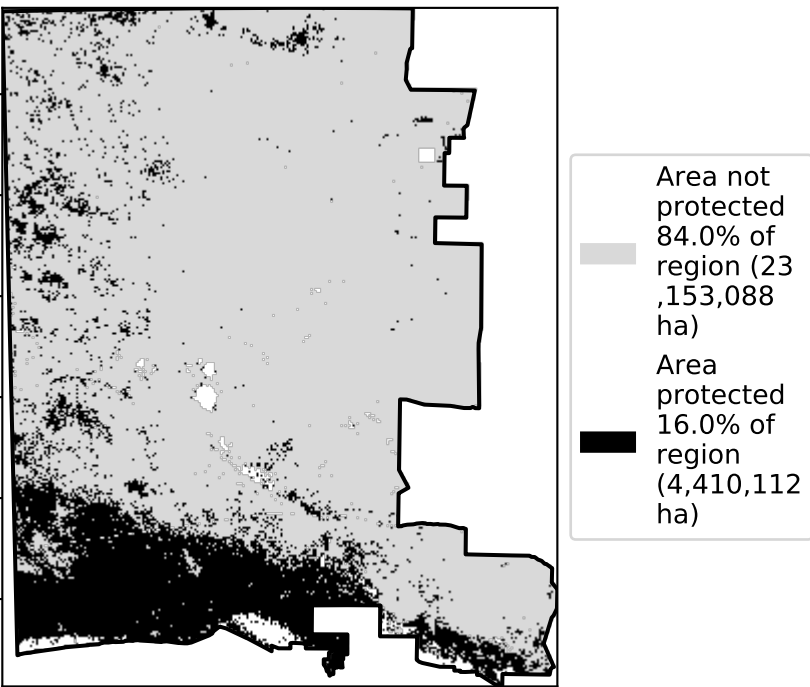 Area not
protected
84.0% of
region (23
,153,088
ha)
Area
protected
16.0% of
region
(4,410,112
ha)